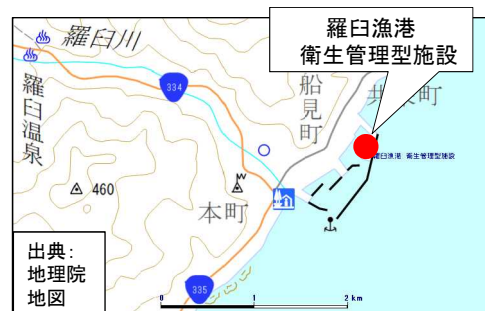 羅臼漁港
衛生管理型施設
羅臼川
334
羅臼温泉
船見町
共栄町
羅臼漁港 衛生管理型施設
460
本町
出典：
地理院
地図
335
0 1 2 km